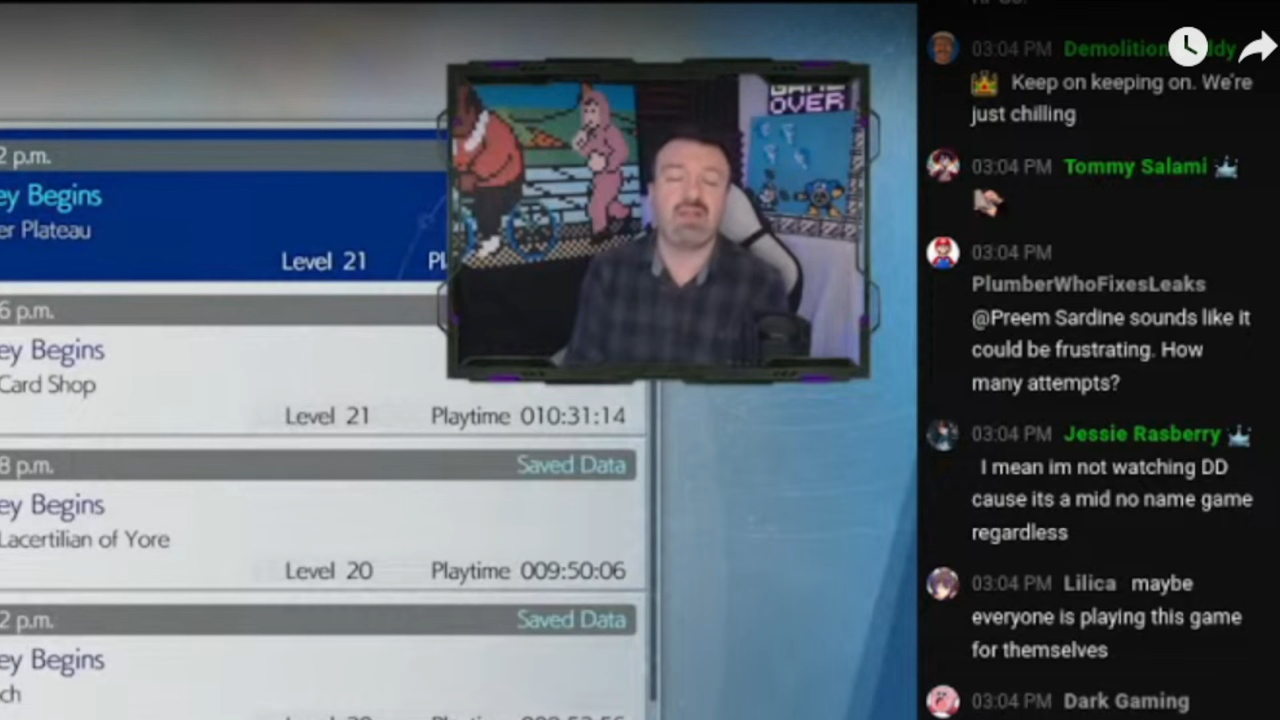 2 p.m.
ey Begins
er Plateau
Level 21
6 p.m.
ey Begins
Card Shop
Level 21 Playtime 010:31:14
8 p.m. Saved Data
ey Begins
Lacertilian of Yore
Level 20 Playtime 009:50:06
2 p.m. Saved Data
ey Begins
ch
GAME
OVER
03:04 PM Demolition
Keep on keeping on. We're
just chilling
03:04 PM Tommy Salami
03:04 PM
PlumberWhoFixesLeaks
@Preem Sardine sounds like it
could be frustrating. How
many attempts?
03:04 PM Jessie Rasberry
I mean im not watching DD
cause its a mid no name game
regardless
03:04 PM Lilica maybe
everyone is playing this game
for themselves
03:04 PM Dark Gaming